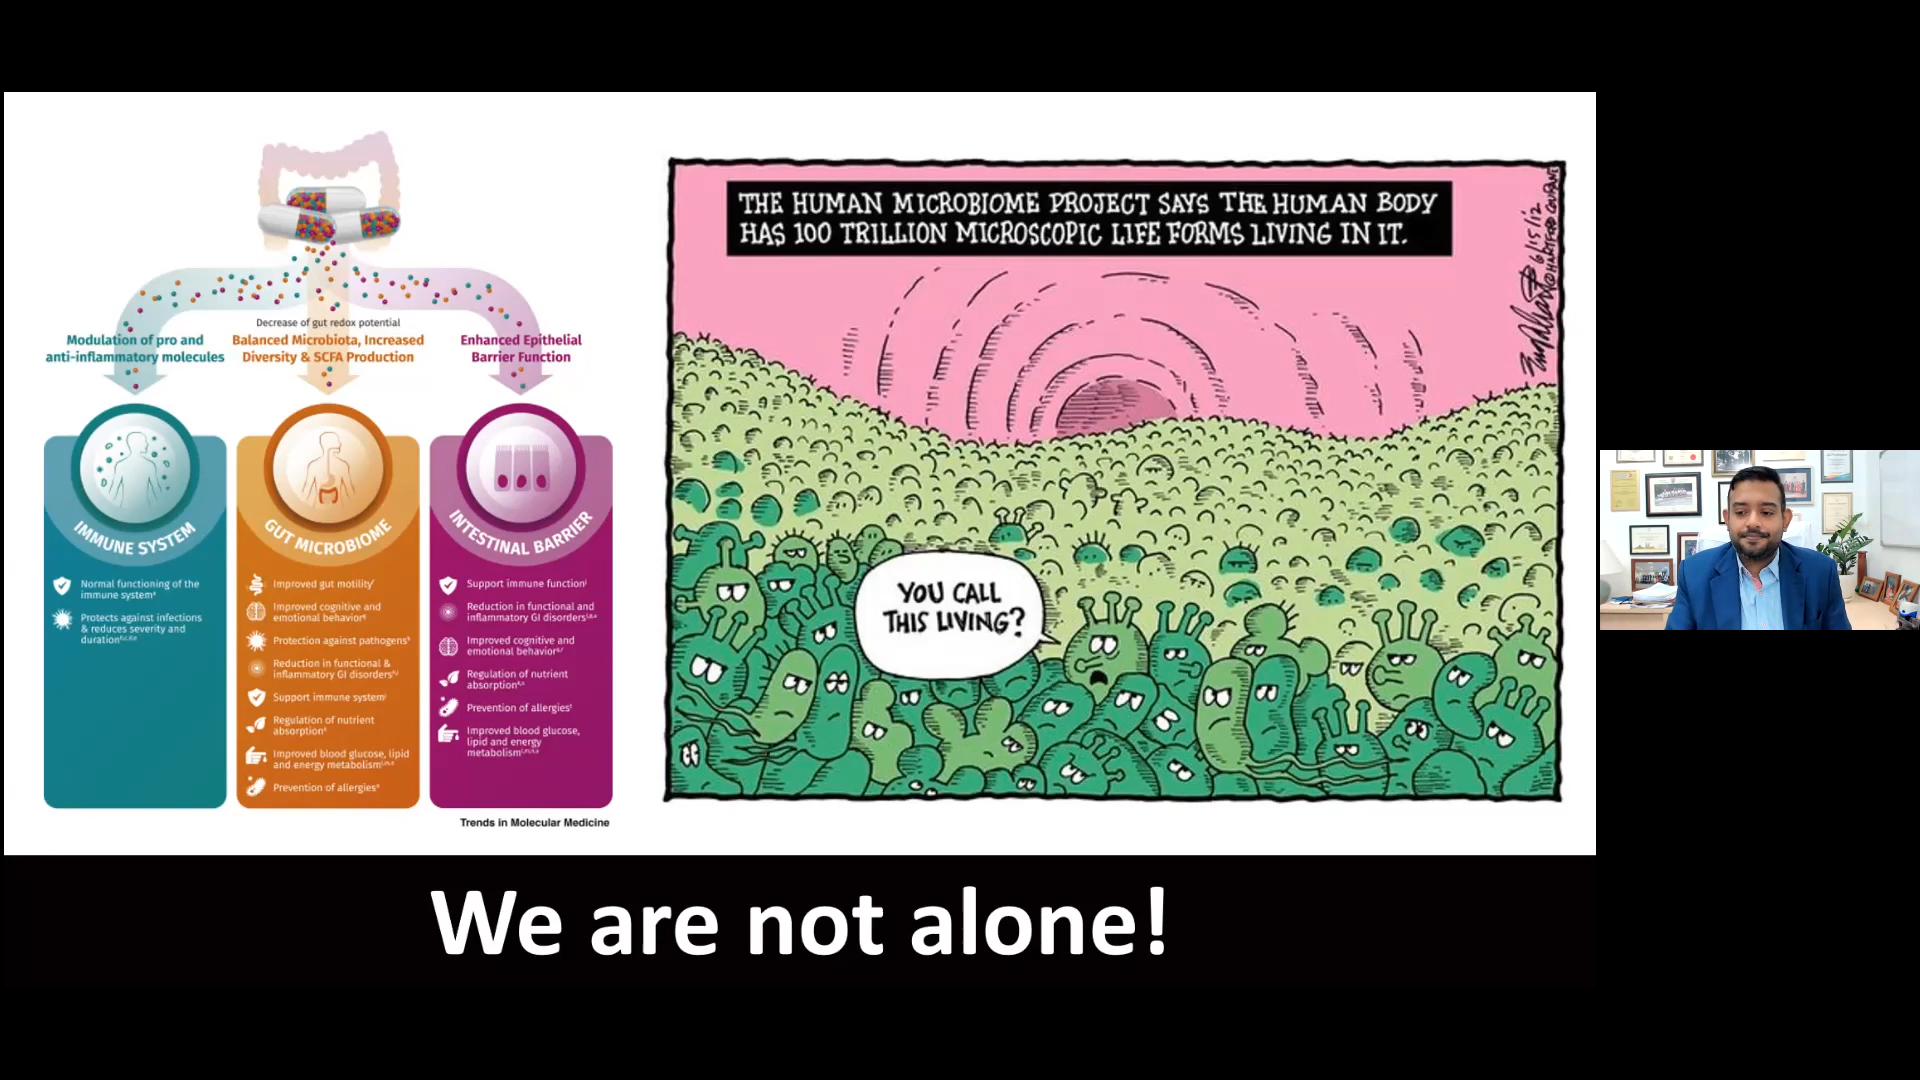 Decrease of gut redox potential
Modulation of pro and
anti-inflammatory molecules
Balanced Microbiota, Increased
Diversity & SCFA Production
Enhanced Epithelial
Barrier Function
IMMUNE SYSTEM
Normal functioning of the
immune system
Protects against infections
& reduces severity and
duration
GUT MICROBIOME
Improved gut motility
Improved cognitive and
emotional behavior
Protection against pathogens
Reduction in functional &
inflammatory GI disorders
Support immune system
Regulation of nutrient
absorption
Improved blood glucose, lipid
and energy metabolism
Prevention of allergies
INTESTINAL BARRIER
Support immune function
Reduction in functional and
inflammatory GI disorders
Improved cognitive and
emotional behavior
Regulation of nutrient
absorption
Prevention of allergies
Improved blood glucose,
lipid and energy
metabolism
Trends in Molecular Medicine
THE HUMAN MICROBIOME PROJECT SAYS THE HUMAN BODY
HAS 100 TRILLION MICROSCOPIC LIFE FORMS LIVING IN IT.
6/15/12
©HARTFORD COURANT
YOU CALL
THIS LIVING?
We are not alone!